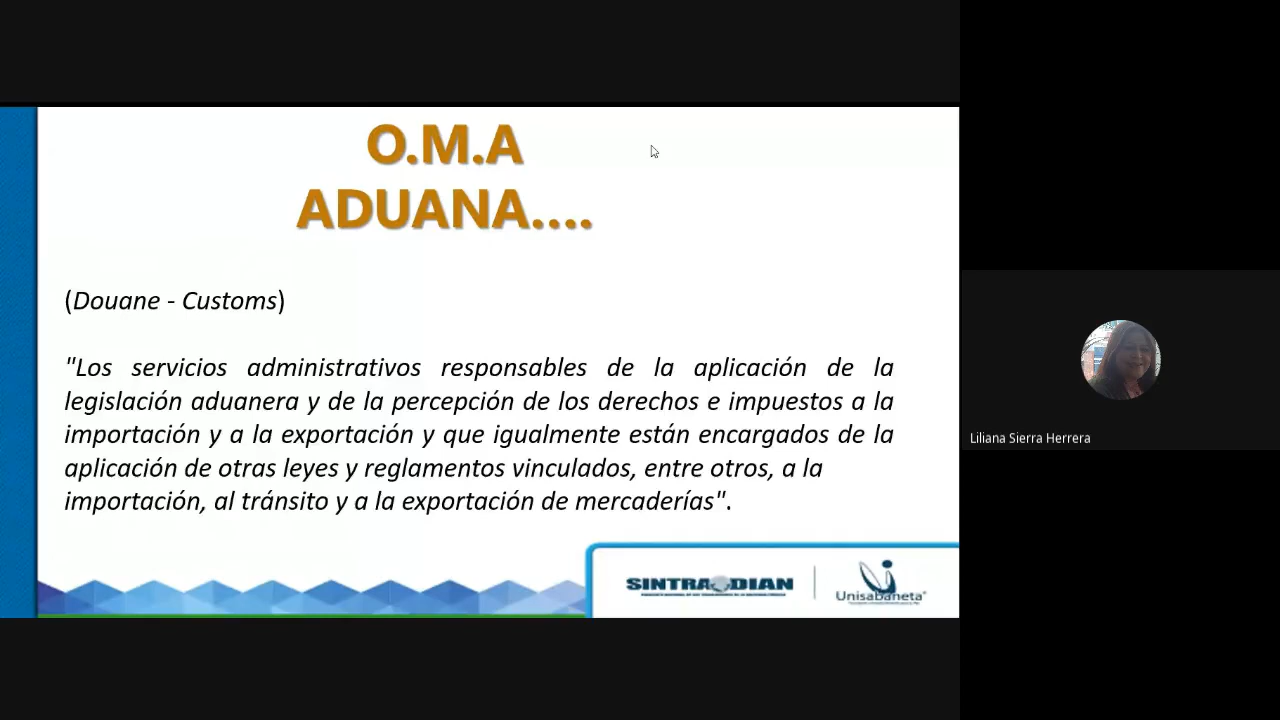 O.M.A
ADUANA....
(Douane - Customs)
"Los servicios administrativos responsables de la aplicación de la
legislación aduanera y de la percepción de los derechos e impuestos a la
importación y a la exportación y que igualmente están encargados de la
aplicación de otras leyes y reglamentos vinculados, entre otros, a la
importación, al tránsito y a la exportación de mercaderías".
SINTRADIAN
Unisabaneta
Liliana Sierra Herrera